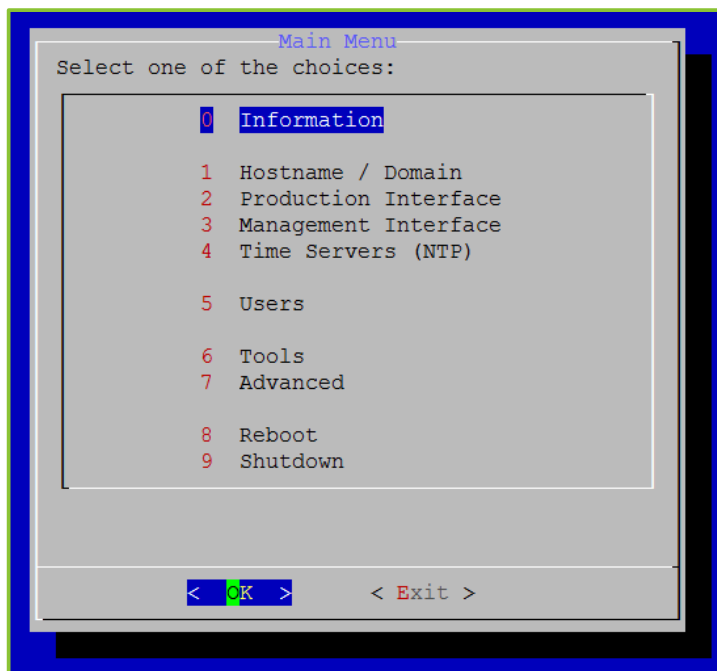 Main Menu
Select one of the choices:
0 Information
1 Hostname / Domain
2 Production Interface
3 Management Interface
4 Time Servers (NTP)
5 Users
6 Tools
7 Advanced
8 Reboot
9 Shutdown
< OK > < Exit >